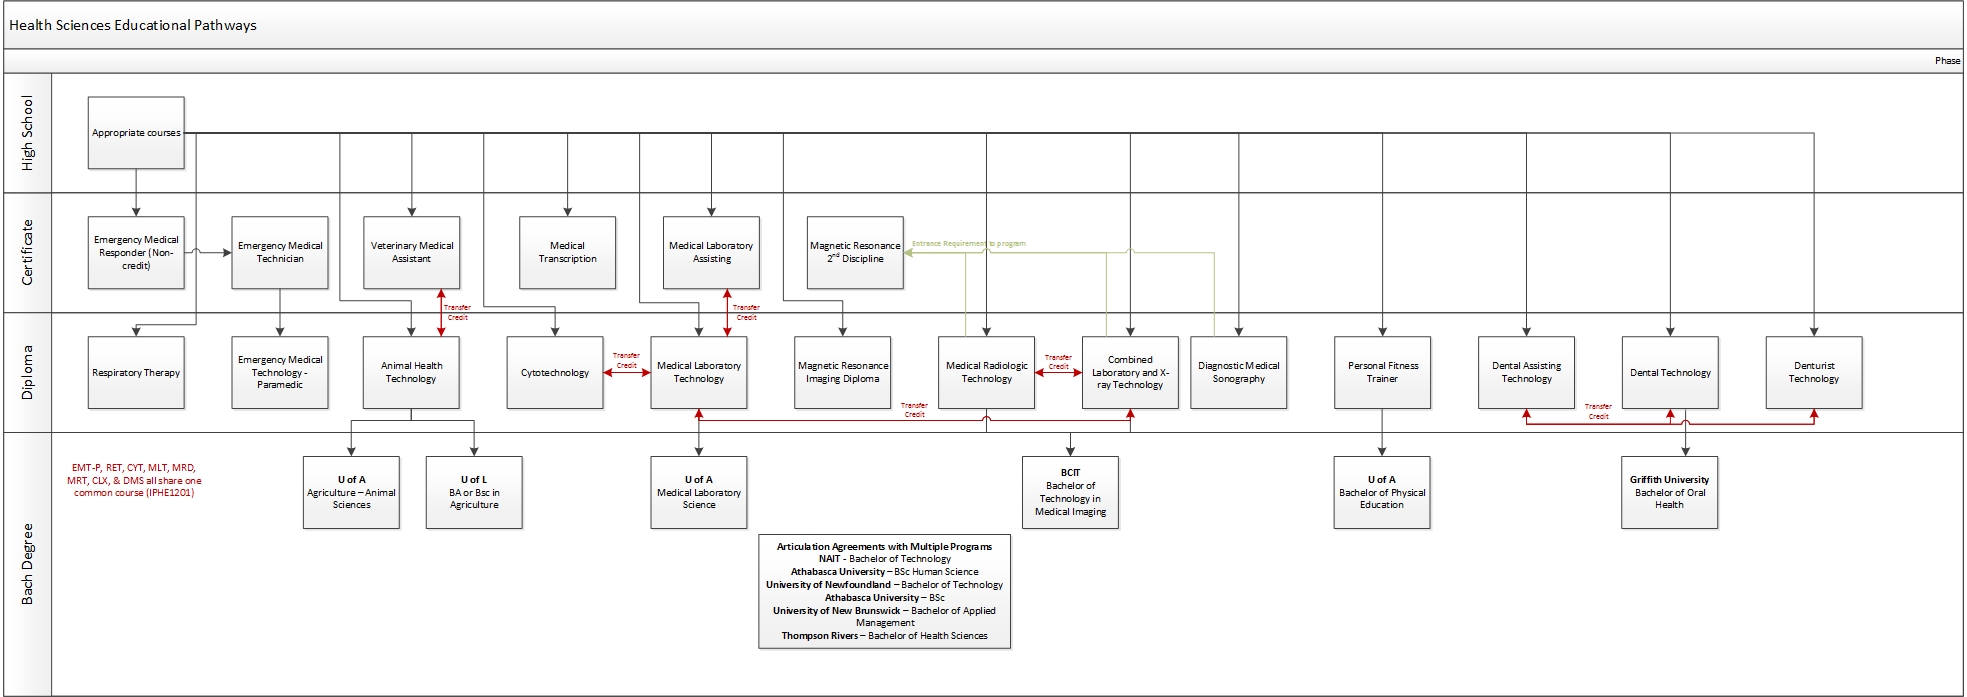 Health Sciences Educational Pathways
Phase
High School
Appropriate courses
Certificate
Emergency Medical
Responder (Non-
credit)
Emergency Medical
Technician
Veterinary Medical
Assistant
Medical
Transcription
Medical Laboratory
Assisting
Magnetic Resonance
2nd Discipline
Entrance Requirement to program
Transfer
Credit
Transfer
Credit
Diploma
Respiratory Therapy
Emergency Medical
Technology -
Paramedic
Animal Health
Technology
Cytotechnology
Transfer
Credit
Medical Laboratory
Technology
Magnetic Resonance
Imaging Diploma
Medical Radiologic
Technology
Transfer
Credit
Combined
Laboratory and X-
ray Technology
Diagnostic Medical
Sonography
Personal Fitness
Trainer
Dental Assisting
Technology
Dental Technology
Denturist
Technology
Transfer
Credit
Transfer
Credit
Bach Degree
EMT-P, RET, CYT, MLT, MRD,
MRT, CLX, & DMS all share one
common course (IPHE1201)
U of A
Agriculture – Animal
Sciences
U of L
BA or Bsc in
Agriculture
U of A
Medical Laboratory
Science
BCIT
Bachelor of
Technology in
Medical Imaging
U of A
Bachelor of Physical
Education
Griffith University
Bachelor of Oral
Health
Articulation Agreements with Multiple Programs
NAIT - Bachelor of Technology
Athabasca University – BSc Human Science
University of Newfoundland – Bachelor of Technology
Athabasca University – BSc
University of New Brunswick – Bachelor of Applied
Management
Thompson Rivers – Bachelor of Health Sciences